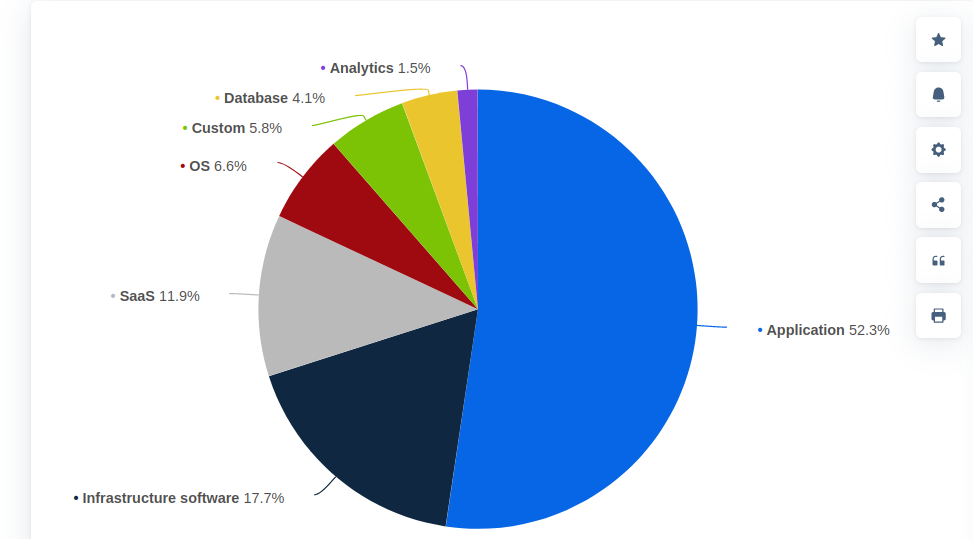 • Analytics 1.5%
• Database 4.1%
• Custom 5.8%
• OS 6.6%
• SaaS 11.9%
• Application 52.3%
• Infrastructure software 17.7%